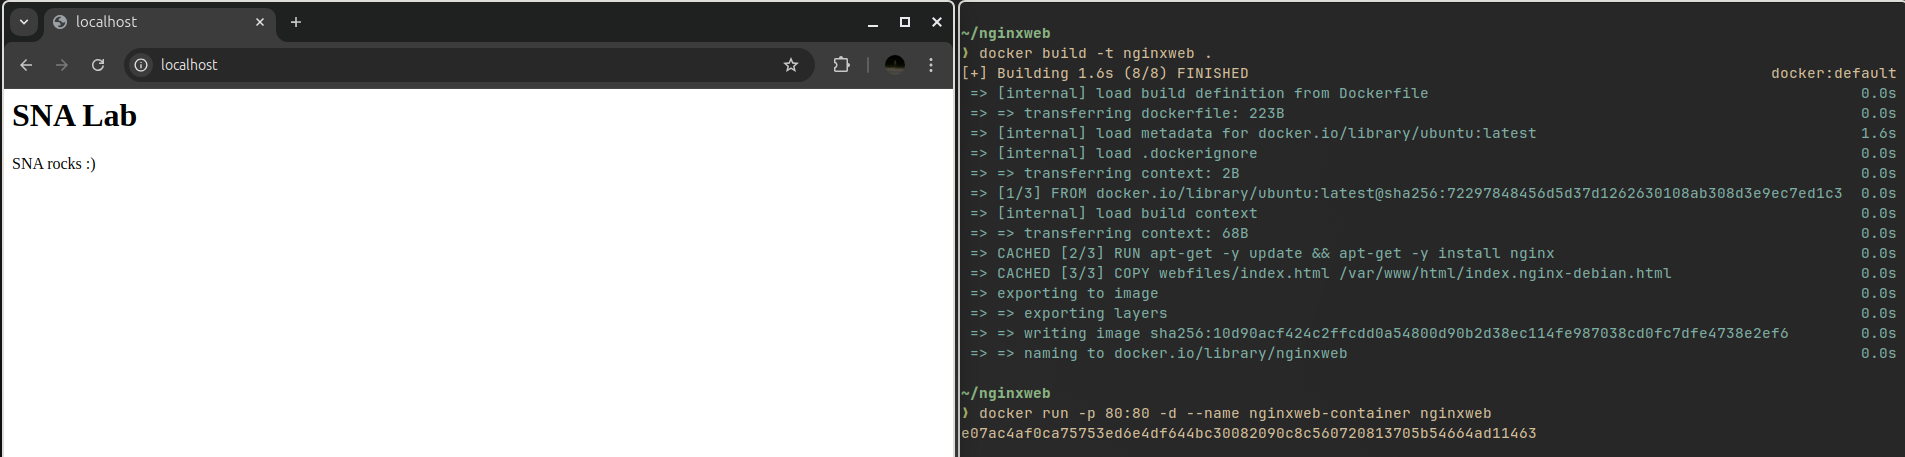 localhost
localhost
SNA Lab
SNA rocks :)
~/nginxweb
❯ docker build -t nginxweb .
[+] Building 1.6s (8/8) FINISHED docker:default
=> [internal] load build definition from Dockerfile 0.0s
=> => transferring dockerfile: 223B 0.0s
=> [internal] load metadata for docker.io/library/ubuntu:latest 1.6s
=> [internal] load .dockerignore 0.0s
=> => transferring context: 2B 0.0s
=> [1/3] FROM docker.io/library/ubuntu:latest@sha256:72297848456d5d37d1262630108ab308d3e9ec7ed1c3 0.0s
=> [internal] load build context 0.0s
=> => transferring context: 68B 0.0s
=> CACHED [2/3] RUN apt-get -y update && apt-get -y install nginx 0.0s
=> CACHED [3/3] COPY webfiles/index.html /var/www/html/index.nginx-debian.html 0.0s
=> exporting to image 0.0s
=> => exporting layers 0.0s
=> => writing image sha256:10d90acf424c2ffcdd0a54800d90b2d38ec114fe987038cd0fc7dfe4738e2ef6 0.0s
=> => naming to docker.io/library/nginxweb 0.0s
~/nginxweb
❯ docker run -p 80:80 -d --name nginxweb-container nginxweb
e07ac4af0ca75753ed6e4df644bc30082090c8c560720813705b54664ad11463